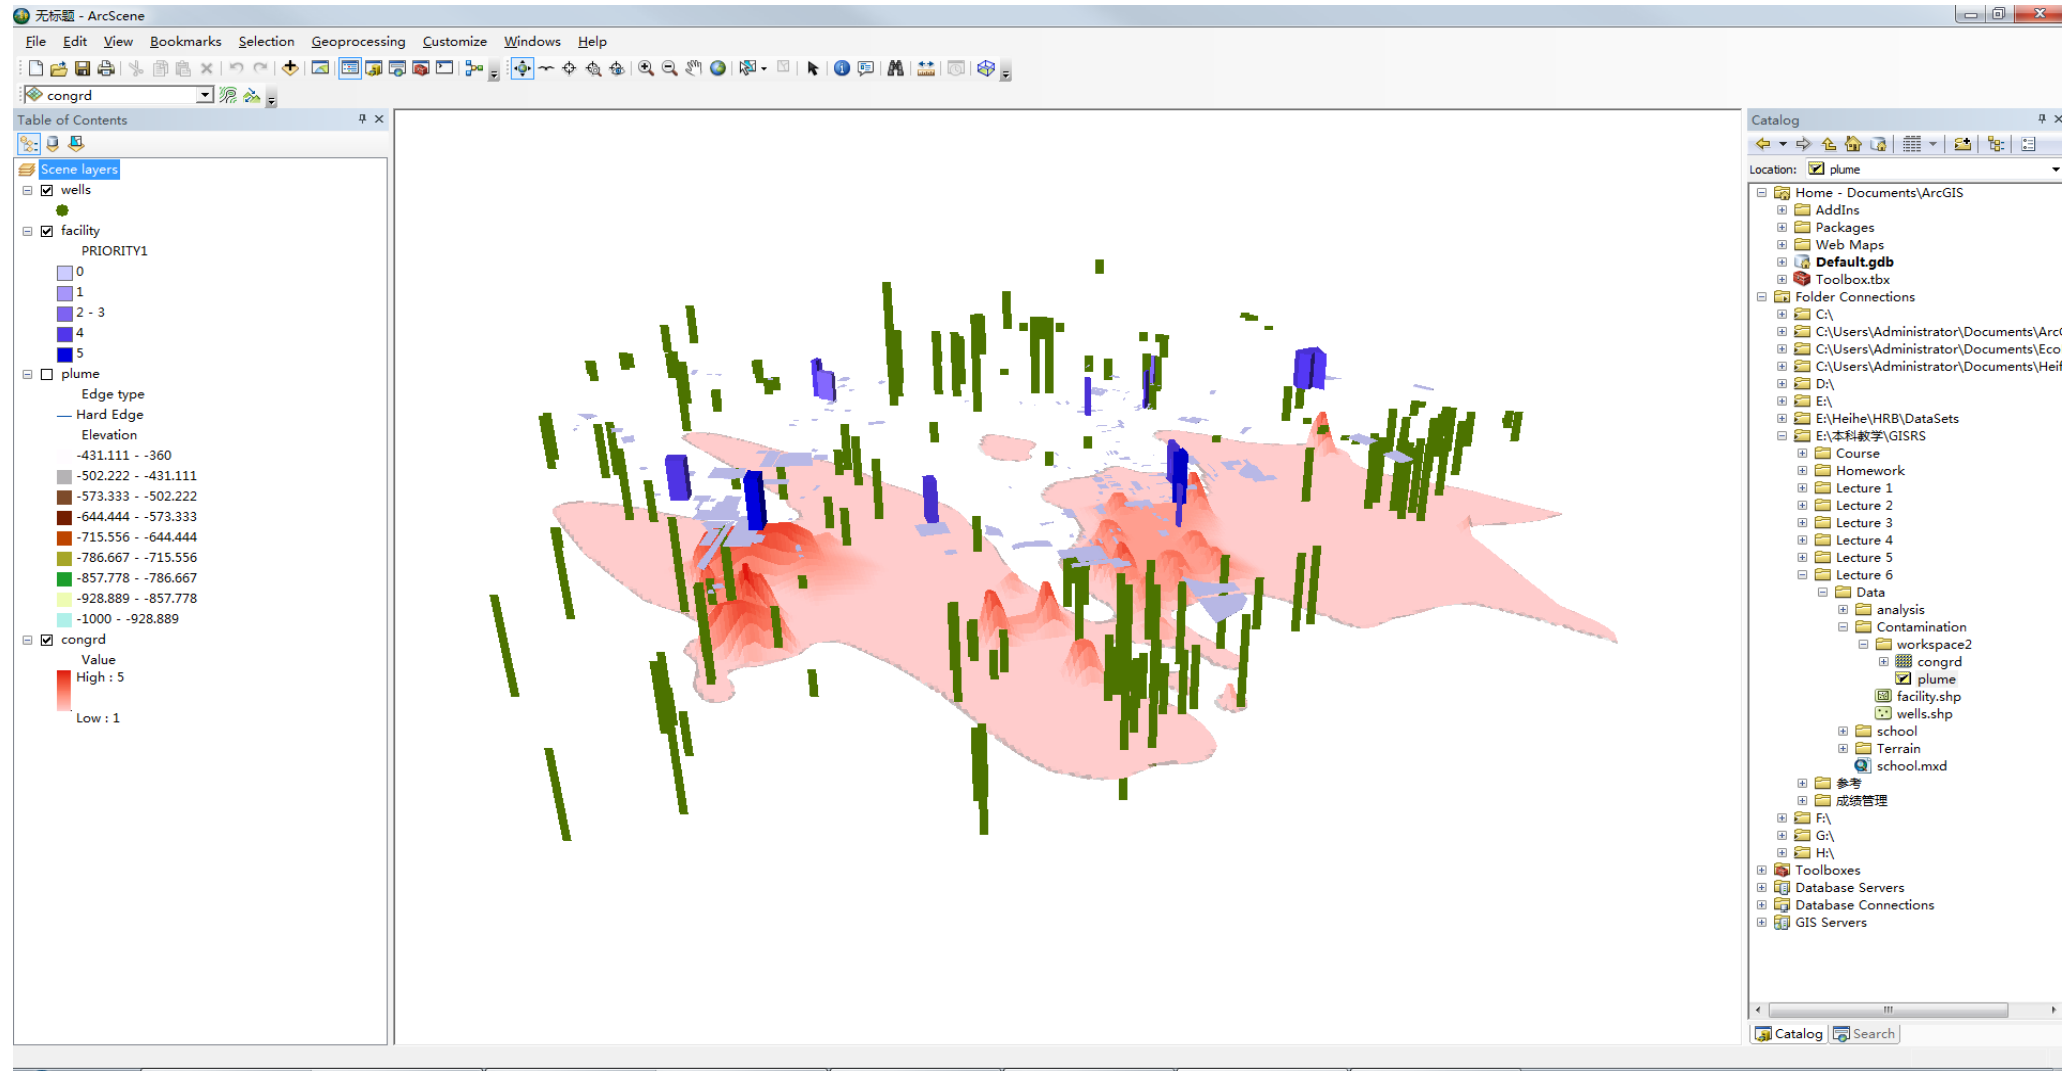 无标题 - ArcScene
File Edit View Bookmarks Selection Geoprocessing Customize Windows Help
congrd
Table of Contents
Scene layers
wells
facility
PRIORITY1
0
1
2 - 3
4
5
plume
Edge type
Hard Edge
Elevation
-431.111 - -360
-502.222 - -431.111
-573.333 - -502.222
-644.444 - -573.333
-715.556 - -644.444
-786.667 - -715.556
-857.778 - -786.667
-928.889 - -857.778
-1000 - -928.889
congrd
Value
High : 5
Low : 1
Catalog
Location: plume
Home - Documents\ArcGIS
AddIns
Packages
Web Maps
Default.gdb
Toolbox.tbx
Folder Connections
C:\
C:\Users\Administrator\Documents\ArcG
C:\Users\Administrator\Documents\Eco
C:\Users\Administrator\Documents\Heif
D:\
E:\
E:\Heihe\HRB\DataSets
E:\本科教学\GISRS
Course
Homework
Lecture 1
Lecture 2
Lecture 3
Lecture 4
Lecture 5
Lecture 6
Data
analysis
Contamination
workspace2
congrd
plume
facility.shp
wells.shp
school
Terrain
school.mxd
参考
成绩管理
F:\
G:\
H:\
Toolboxes
Database Servers
Database Connections
GIS Servers
Catalog Search